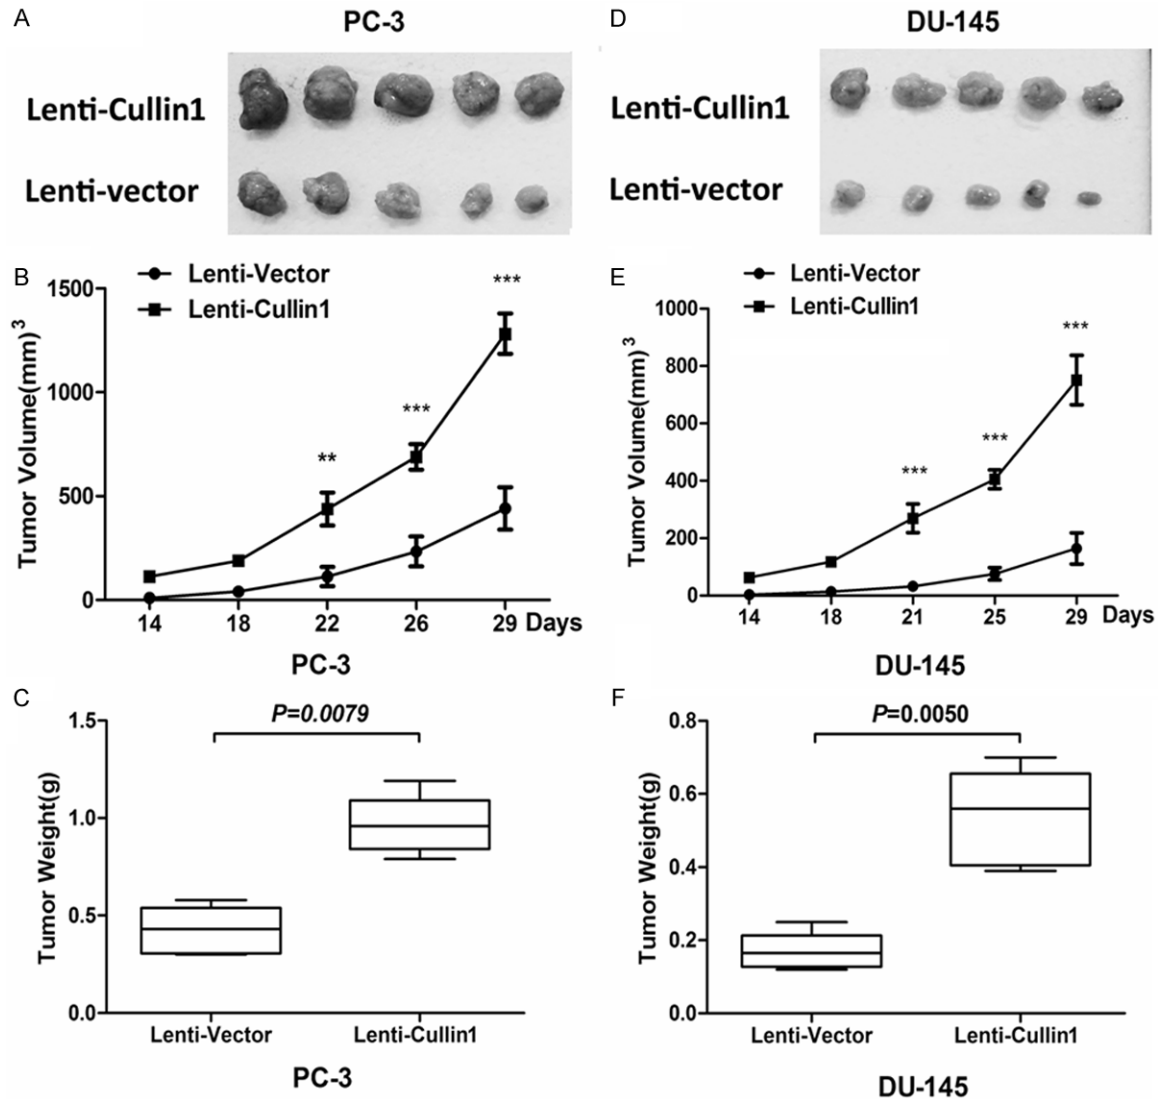 A
PC-3
Lenti-Cullin1
Lenti-vector
D
DU-145
Lenti-Cullin1
Lenti-vector
B
Lenti-Vector
Lenti-Cullin1
Tumor Volume(mm)³
1500
1000
500
0
**
***
***
14 18 22 26 29 Days
PC-3
E
Lenti-Vector
Lenti-Cullin1
Tumor Volume(mm)³
1000
800
600
400
200
0
***
***
***
14 18 21 25 29 Days
DU-145
C
P=0.0079
Tumor Weight(g)
1.5
1.0
0.5
0.0
Lenti-Vector Lenti-Cullin1
PC-3
F
P=0.0050
Tumor Weight(g)
0.8
0.6
0.4
0.2
0.0
Lenti-Vector Lenti-Cullin1
DU-145